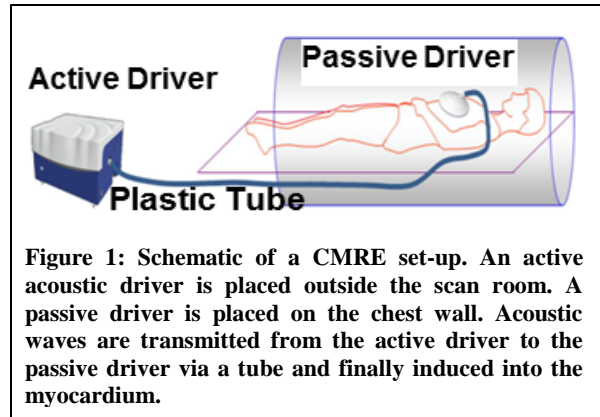 Passive Driver
Active Driver
Plastic Tube
Figure 1: Schematic of a CMRE set-up. An active
acoustic driver is placed outside the scan room. A
passive driver is placed on the chest wall. Acoustic
waves are transmitted from the active driver to the
passive driver via a tube and finally induced into the
myocardium.